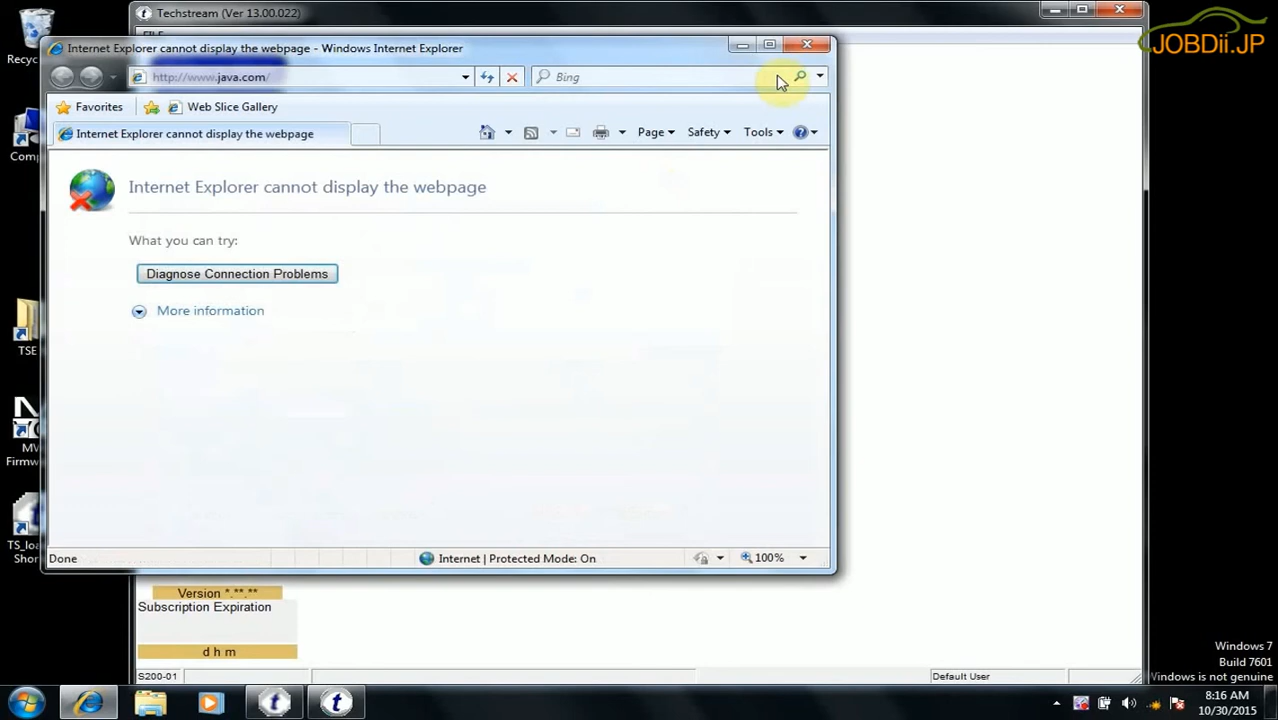 Techstream (Ver 13.00.022)
JOBDii.JP
Internet Explorer cannot display the webpage - Windows Internet Explorer
http://www.java.com/
Bing
Favorites
Web Slice Gallery
Internet Explorer cannot display the webpage
Page
Safety
Tools
Internet Explorer cannot display the webpage
What you can try:
Diagnose Connection Problems
More information
Done
Internet | Protected Mode: On
100%
Version *.**.**
Subscription Expiration
d h m
S200-01
Default User
Windows 7
Build 7601
Windows is not genuine
8:16 AM
10/30/2015